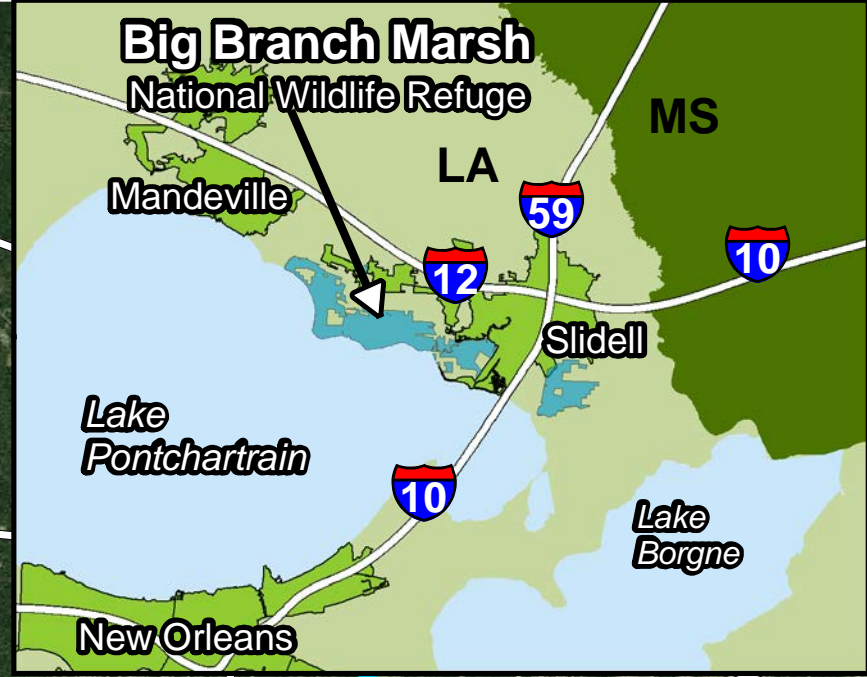 Big Branch Marsh
National Wildlife Refuge
MS
LA
Mandeville
59
10
12
Slidell
Lake
Pontchartrain
10
Lake
Borgne
New Orleans